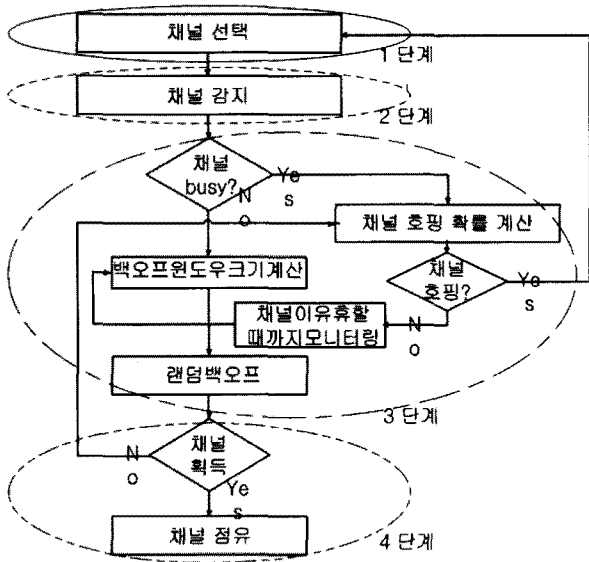 채널 선택
1 단계
채널 감지
2 단계
채널
busy?
Ye
s
N
o
채널 호핑 확률 계산
백오프윈도우크기계산
채널
호핑?
Ye
s
채널이유휴할
때까지모니터링
N
o
랜덤백오프
3 단계
채널
획득
N
o
Ye
s
채널 점유
4 단계